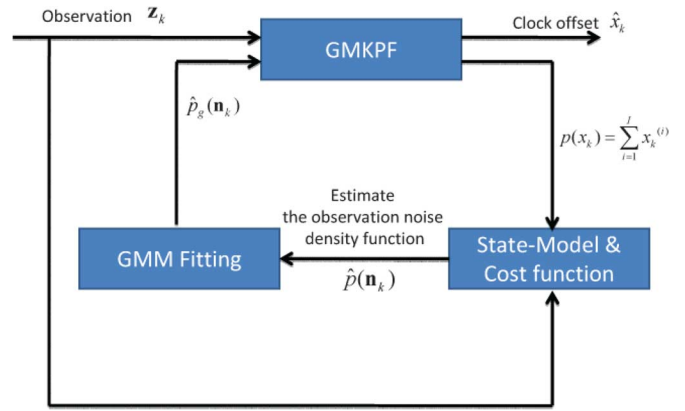 Observation z_k
Clock offset x̂_k
GMKPF
p̂_g(n_k)
p(x_k) = ∑_{i=1}^{I} x_k^{(i)}
Estimate
the observation noise
density function
GMM Fitting
p̂(n_k)
State-Model &
Cost function